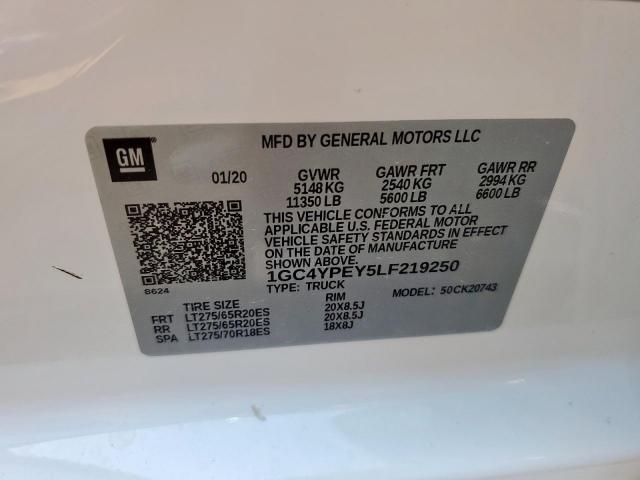 GM
MFD BY GENERAL MOTORS LLC
01/20 GVWR GAWR FRT GAWR RR
5148 KG 2540 KG 2994 KG
11350 LB 5600 LB 6600 LB
THIS VEHICLE CONFORMS TO ALL
APPLICABLE U.S. FEDERAL MOTOR
VEHICLE SAFETY STANDARDS IN
EFFECT ON THE DATE OF
MANUFACTURE SHOWN ABOVE.
1GC4YPEY5LF219250
S624 TYPE: TRUCK MODEL: 50CK20743
TIRE SIZE RIM
FRT LT275/65R20ES 20X8.5J
RR LT275/65R20ES 20X8.5J
SPA LT275/70R18ES 18X8J